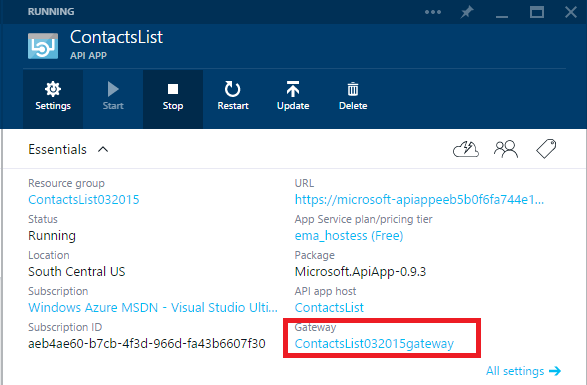 RUNNING
ContactsList
API APP
Settings
Start
Stop
Restart
Update
Delete
Essentials
Resource group
ContactsList032015
URL
https://microsoft-apiappeeb5b0f6fa744e1...
Status
Running
App Service plan/pricing tier
ema_hostess (Free)
Location
South Central US
Package
Microsoft.ApiApp-0.9.3
Subscription
Windows Azure MSDN - Visual Studio Ulti...
API app host
ContactsList
Subscription ID
aeb4ae60-b7cb-4f3d-966d-fa43b6607f30
Gateway
ContactsList032015gateway
All settings